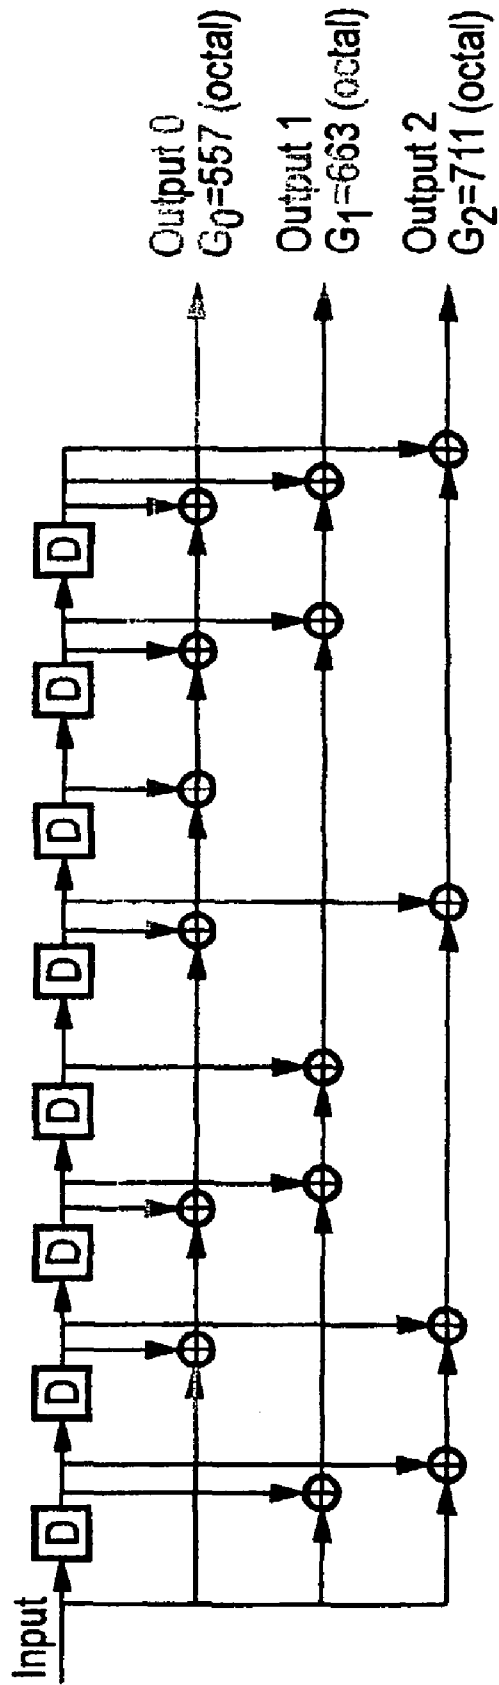 Input
D
D
D
D
D
D
D
D
Output 0
G0=557 (octal)
Output 1
G1=663 (octal)
Output 2
G2=711 (octal)